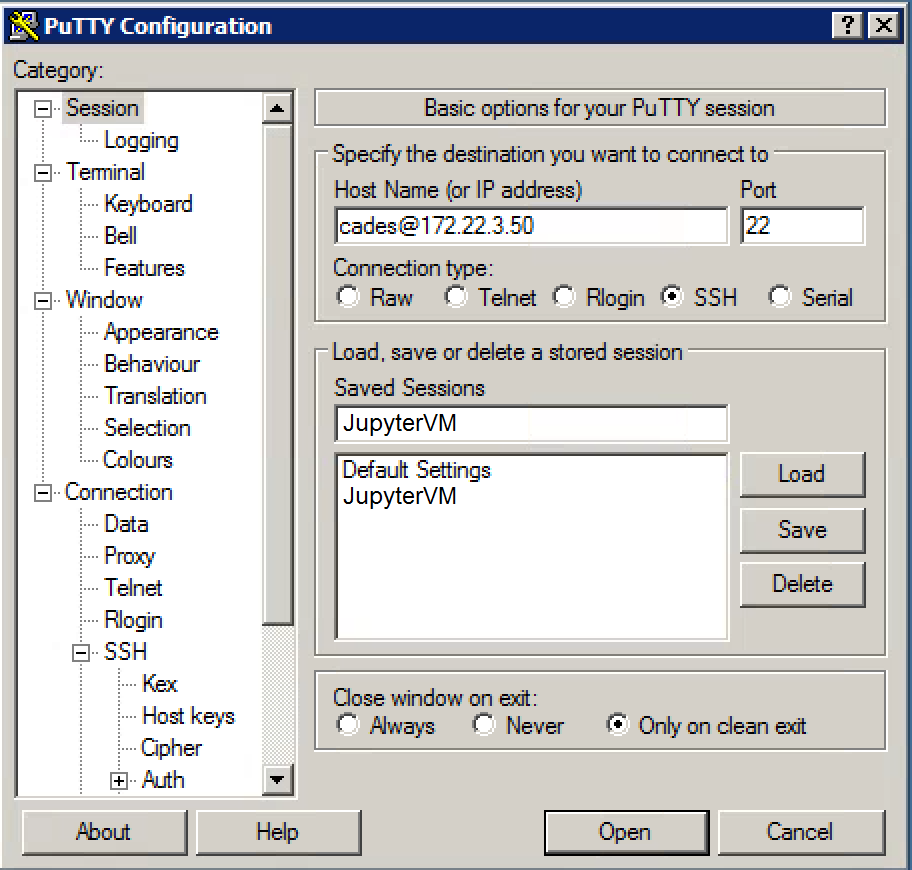 PuTTY Configuration
Category:
Session
Logging
Terminal
Keyboard
Bell
Features
Window
Appearance
Behaviour
Translation
Selection
Colours
Connection
Data
Proxy
Telnet
Rlogin
SSH
Kex
Host keys
Cipher
Auth
Basic options for your PuTTY session
Specify the destination you want to connect to
Host Name (or IP address) Port
cades@172.22.3.50 22
Connection type:
Raw Telnet Rlogin SSH Serial
Load, save or delete a stored session
Saved Sessions
JupyterVM
Default Settings
JupyterVM
Load
Save
Delete
Close window on exit:
Always Never Only on clean exit
About Help Open Cancel